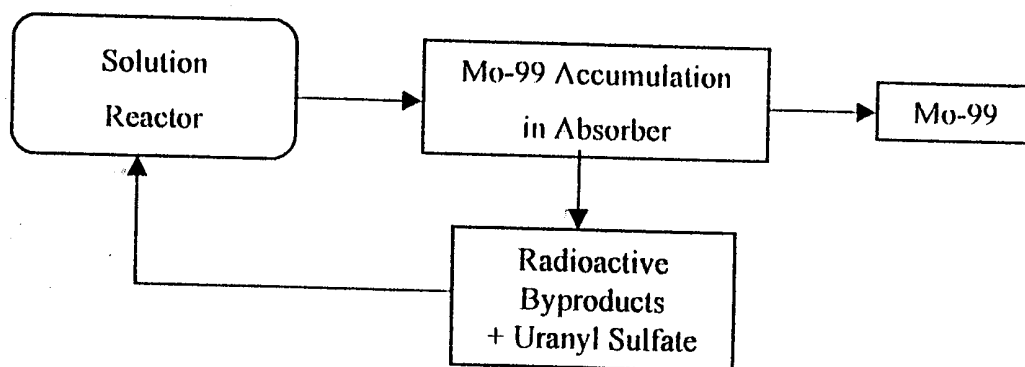 Solution
Reactor
Mo-99 Accumulation
in Absorber
Mo-99
Radioactive
Byproducts
+ Uranyl Sulfate